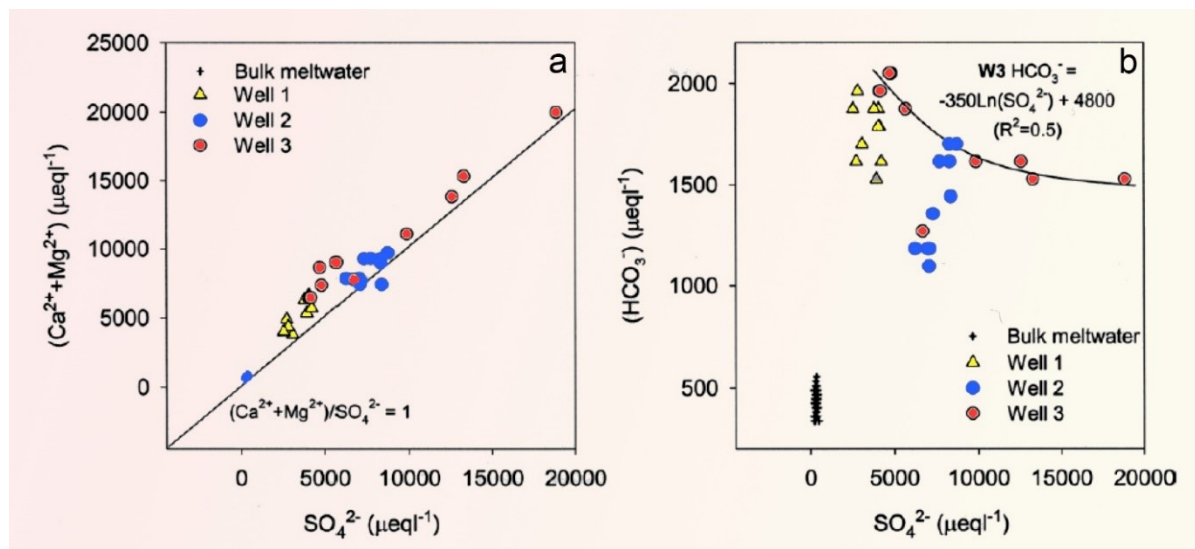 a
25000
20000
15000
10000
5000
0
(Ca²⁺+Mg²⁺) (μeql⁻¹)
Bulk meltwater
Well 1
Well 2
Well 3
(Ca²⁺+Mg²⁺)/SO₄²⁻ = 1
0 5000 10000 15000 20000
SO₄²⁻ (μeql⁻¹)
b
2000
1500
1000
500
(HCO₃⁻) (μeql⁻¹)
W3 HCO₃⁻=
-350Ln(SO₄²⁻) + 4800
(R²=0.5)
Bulk meltwater
Well 1
Well 2
Well 3
0 5000 10000 15000 20000
SO₄²⁻ (μeql⁻¹)